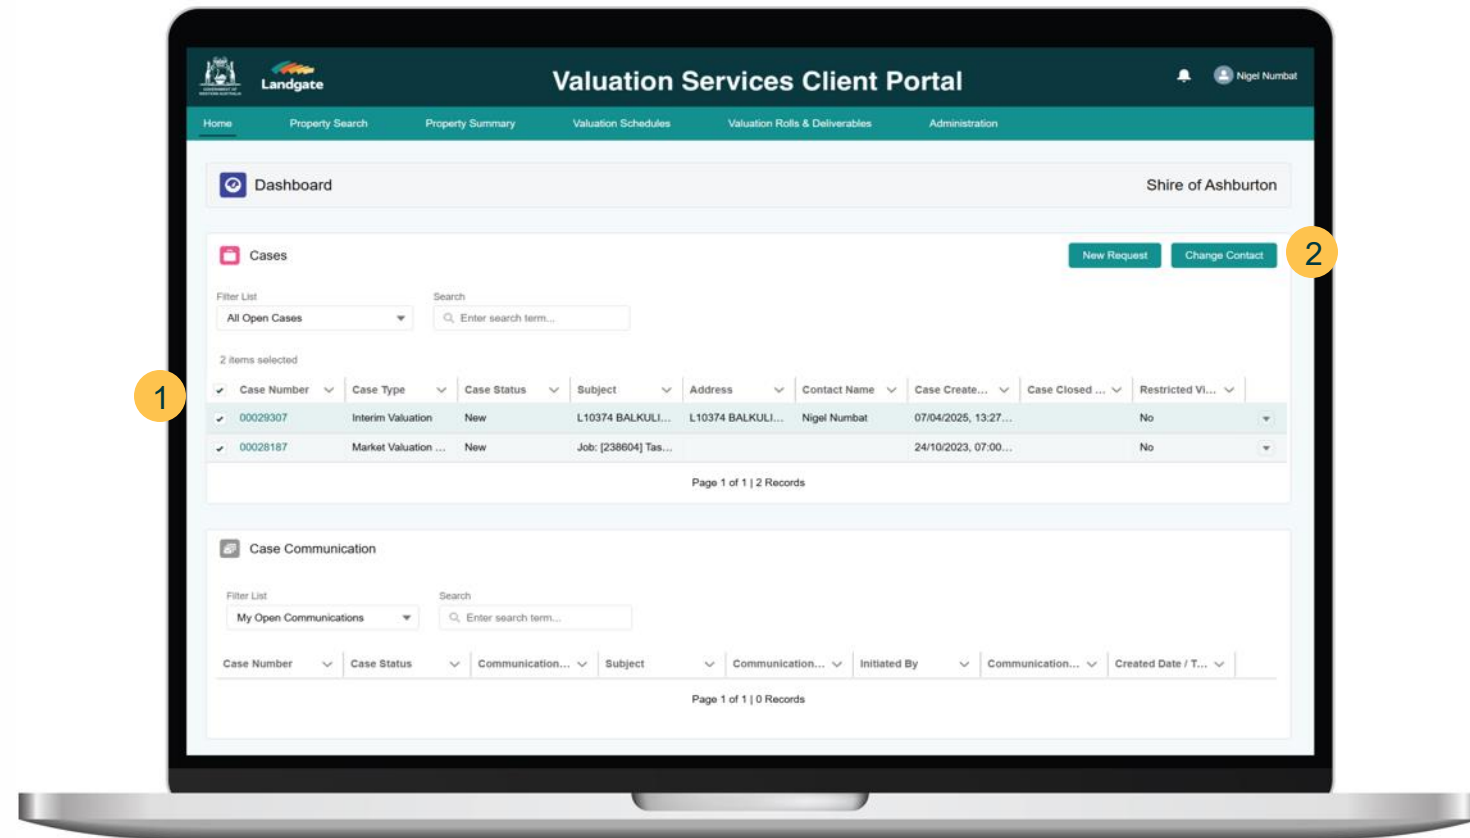 GOVERNMENT OF
WESTERN AUSTRALIA
Landgate
Valuation Services Client Portal
Nigel Numbat
Home Property Search Property Summary Valuation Schedules Valuation Rolls & Deliverables Administration
Dashboard Shire of Ashburton
Cases New Request Change Contact 2
Filter List Search
All Open Cases Enter search term...
2 items selected
1 Case Number Case Type Case Status Subject Address Contact Name Case Create... Case Closed ... Restricted Vi...
00029307 Interim Valuation New L10374 BALKULI... L10374 BALKULI... Nigel Numbat 07/04/2025, 13:27... No
00028187 Market Valuation ... New Job: [238604] Tas... 24/10/2023, 07:00... No
Page 1 of 1 | 2 Records
Case Communication
Filter List Search
My Open Communications Enter search term...
Case Number Case Status Communication... Subject Communication... Initiated By Communication... Created Date / T...
Page 1 of 1 | 0 Records